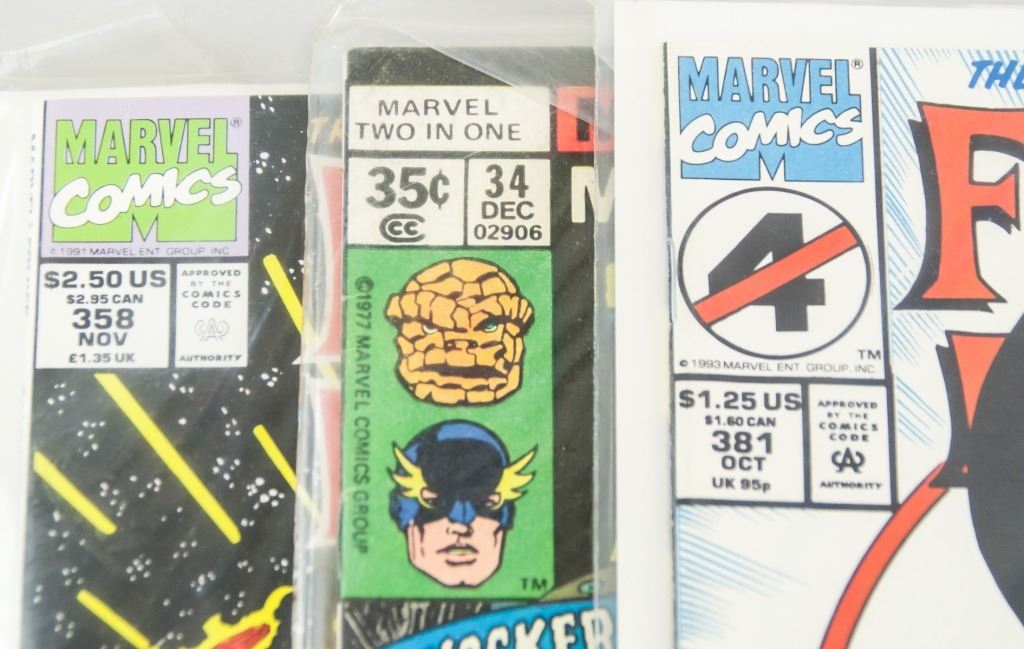 MARVEL®
COMICS
M
© 1991 MARVEL ENT. GROUP, INC
$2.50 US
$2.95 CAN
358
NOV
£1.35 UK
APPROVED
BY THE
COMICS
CODE
AUTHORITY
MARVEL
TWO IN ONE
35¢
CC
34
DEC
02906
©1977 MARVEL COMICS GROUP
TM
MARVEL®
COMICS
M
4
TM
© 1993 MARVEL ENT. GROUP, INC.
$1.25 US
$1.60 CAN
381
OCT
UK 95p
APPROVED
BY THE
COMICS
CODE
CA
AUTHORITY
THE
F